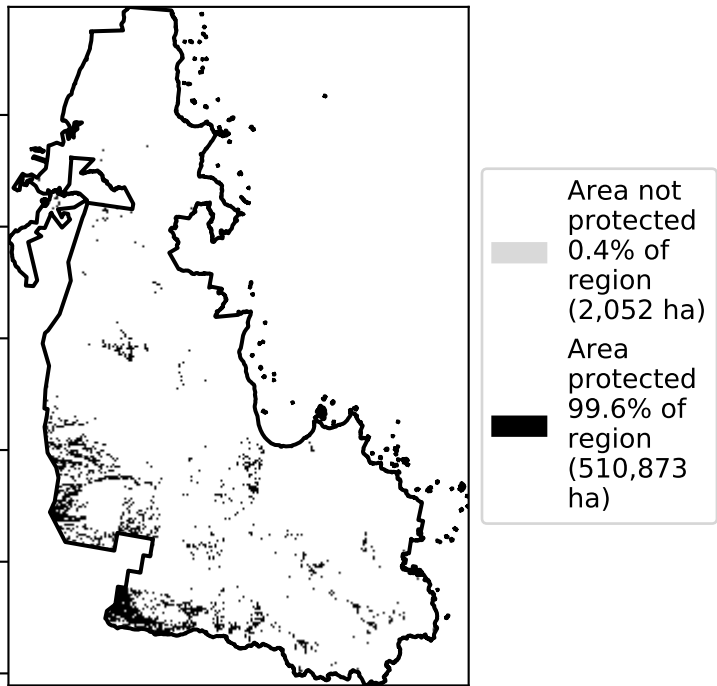 Area not
protected
0.4% of
region
(2,052 ha)
Area
protected
99.6% of
region
(510,873
ha)